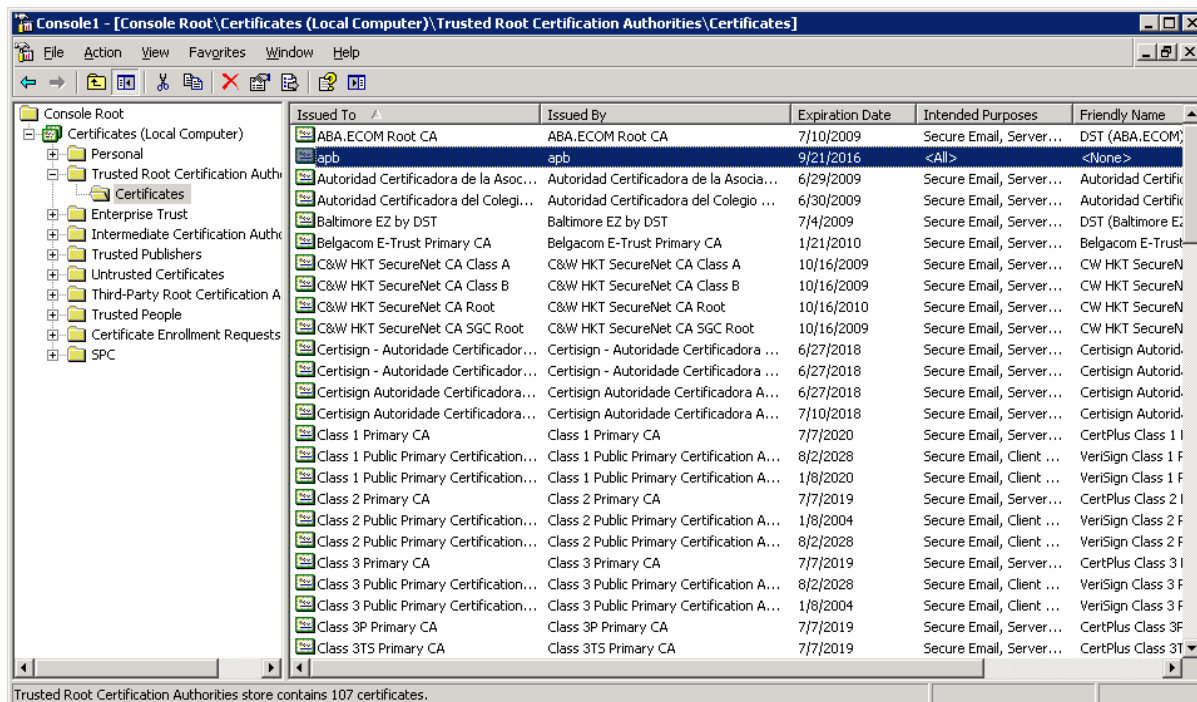 Console1 - [Console Root\Certificates (Local Computer)\Trusted Root Certification Authorities\Certificates]
File Action View Favorites Window Help
Console Root
Certificates (Local Computer)
Personal
Trusted Root Certification Autho
Certificates
Enterprise Trust
Intermediate Certification Autho
Trusted Publishers
Untrusted Certificates
Third-Party Root Certification A
Trusted People
Certificate Enrollment Requests
SPC
Issued To Issued By Expiration Date Intended Purposes Friendly Name
ABA.ECOM Root CA ABA.ECOM Root CA 7/10/2009 Secure Email, Server... DST (ABA.ECOM)
apb apb 9/21/2016 <All> <None>
Autoridad Certificadora de la Asoc... Autoridad Certificadora de la Asocia... 6/29/2009 Secure Email, Server... Autoridad Certific
Autoridad Certificadora del Colegi... Autoridad Certificadora del Colegio ... 6/30/2009 Secure Email, Server... Autoridad Certific
Baltimore EZ by DST Baltimore EZ by DST 7/4/2009 Secure Email, Server... DST (Baltimore EZ
Belgacom E-Trust Primary CA Belgacom E-Trust Primary CA 1/21/2010 Secure Email, Server... Belgacom E-Trust
C&W HKT SecureNet CA Class A C&W HKT SecureNet CA Class A 10/16/2009 Secure Email, Server... CW HKT SecureN
C&W HKT SecureNet CA Class B C&W HKT SecureNet CA Class B 10/16/2009 Secure Email, Server... CW HKT SecureN
C&W HKT SecureNet CA Root C&W HKT SecureNet CA Root 10/16/2010 Secure Email, Server... CW HKT SecureN
C&W HKT SecureNet CA SGC Root C&W HKT SecureNet CA SGC Root 10/16/2009 Secure Email, Server... CW HKT SecureN
Certisign - Autoridade Certificador... Certisign - Autoridade Certificadora ... 6/27/2018 Secure Email, Server... Certisign Autorid
Certisign - Autoridade Certificador... Certisign - Autoridade Certificadora ... 6/27/2018 Secure Email, Server... Certisign Autorid
Certisign Autoridade Certificadora... Certisign Autoridade Certificadora A... 6/27/2018 Secure Email, Server... Certisign Autorid
Certisign Autoridade Certificadora... Certisign Autoridade Certificadora A... 7/10/2018 Secure Email, Server... Certisign Autorid
Class 1 Primary CA Class 1 Primary CA 7/7/2020 Secure Email, Server... CertPlus Class 1
Class 1 Public Primary Certification... Class 1 Public Primary Certification A... 8/2/2028 Secure Email, Client ... VeriSign Class 1 P
Class 1 Public Primary Certification... Class 1 Public Primary Certification A... 1/8/2020 Secure Email, Client ... VeriSign Class 1 P
Class 2 Primary CA Class 2 Primary CA 7/7/2019 Secure Email, Server... CertPlus Class 2
Class 2 Public Primary Certification... Class 2 Public Primary Certification A... 1/8/2004 Secure Email, Client ... VeriSign Class 2 P
Class 2 Public Primary Certification... Class 2 Public Primary Certification A... 8/2/2028 Secure Email, Client ... VeriSign Class 2 P
Class 3 Primary CA Class 3 Primary CA 7/7/2019 Secure Email, Server... CertPlus Class 3
Class 3 Public Primary Certification... Class 3 Public Primary Certification A... 8/2/2028 Secure Email, Client ... VeriSign Class 3 P
Class 3 Public Primary Certification... Class 3 Public Primary Certification A... 1/8/2004 Secure Email, Client ... VeriSign Class 3 P
Class 3P Primary CA Class 3P Primary CA 7/7/2019 Secure Email, Server... CertPlus Class 3P
Class 3TS Primary CA Class 3TS Primary CA 7/7/2019 Secure Email, Server... CertPlus Class 3T
Trusted Root Certification Authorities store contains 107 certificates.